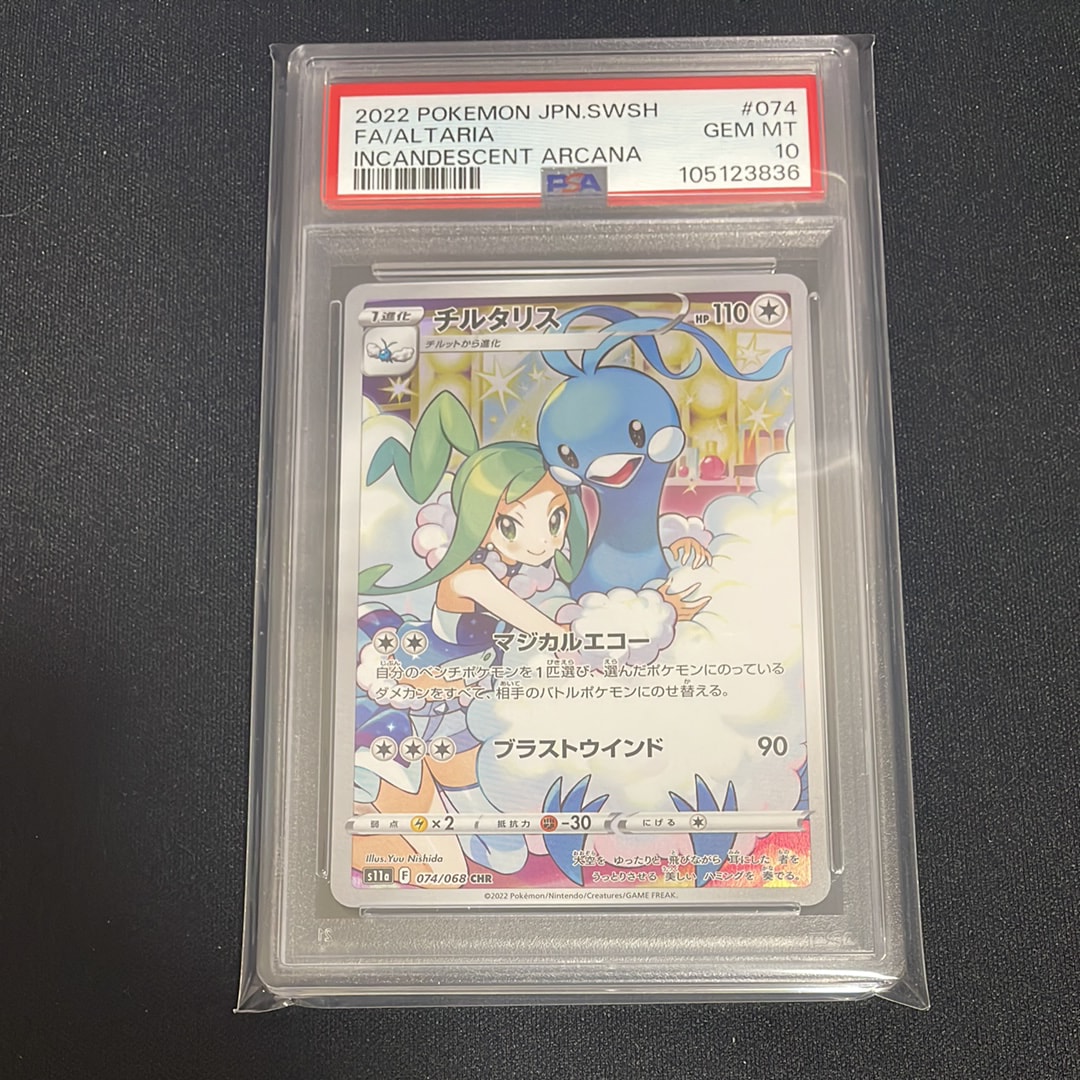 2022 POKEMON JPN.SWSH #074
FA/ALTARIA GEM MT
INCANDESCENT ARCANA 10
PSA 105123836
1進化 チルタリス HP 110
チルットから進化
マジカルエコー
自分のベンチポケモンを1匹選び、選んだポケモンにのっている
ダメカンをすべて、相手のバトルポケモンにのせ替える。
ブラストウインド 90
弱点 ×2 抵抗力 -30 にげる
Illus.Yuu Nishida
大空を ゆったりと 飛びながら 耳にした 者を
うっとりさせる 美しい ハミングを 奏でる。
s11a F 074/068 CHR
©2022 Pokémon/Nintendo/Creatures/GAME FREAK.